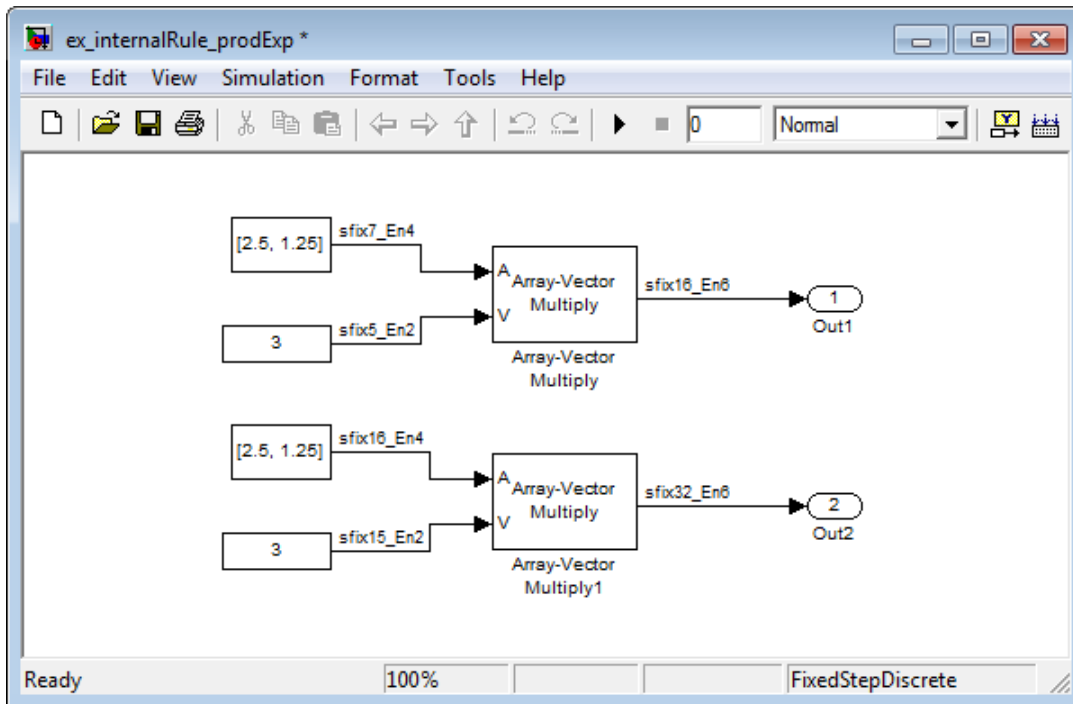 ex_internalRule_prodExp *
File Edit View Simulation Format Tools Help
0 Normal
[2.5, 1.25]
sfix7_En4
3
sfix5_En2
A
V
Array-Vector
Multiply
sfix16_En6
1
Out1
Array-Vector
Multiply
[2.5, 1.25]
sfix16_En4
3
sfix15_En2
A
V
Array-Vector
Multiply
sfix32_En6
2
Out2
Array-Vector
Multiply1
Ready 100% FixedStepDiscrete